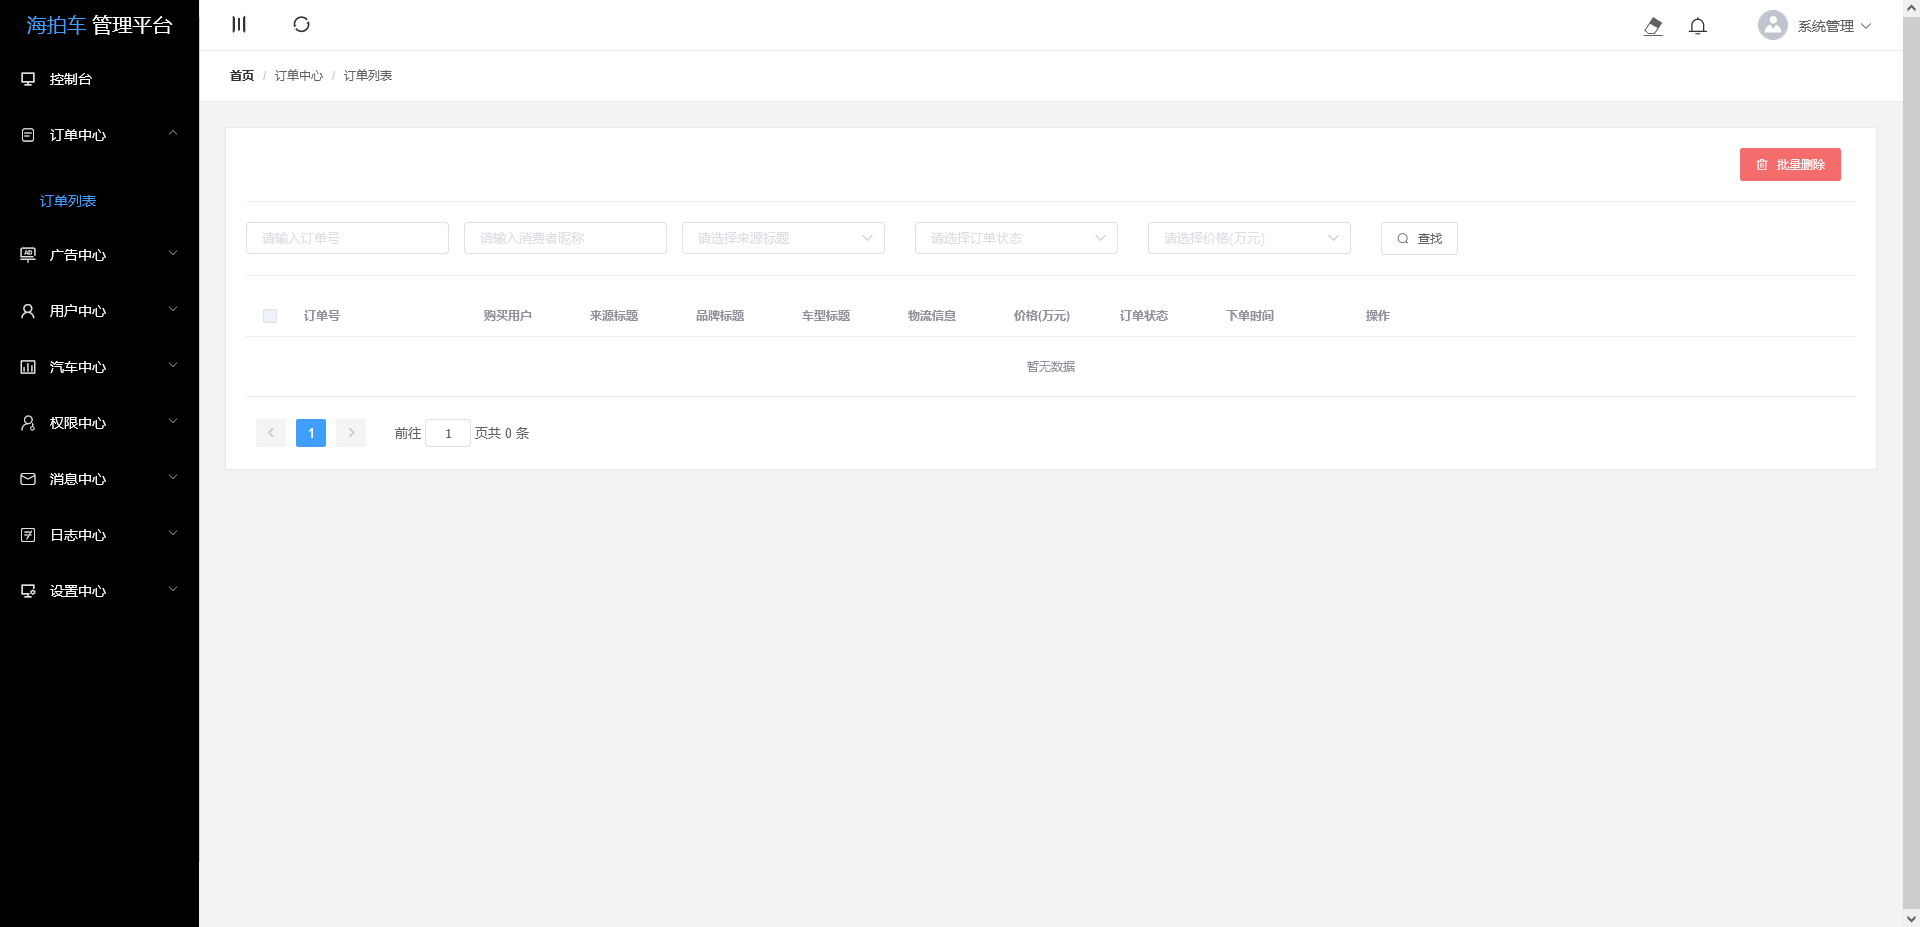 海拍车 管理平台
系统管理
首页 / 订单中心 / 订单列表
控制台
订单中心
订单列表
广告中心
用户中心
汽车中心
权限中心
消息中心
日志中心
设置中心
批量删除
请输入订单号 请输入消费者昵称 请选择来源标题 请选择订单状态 请选择价格(万元) 查找
订单号 购买用户 来源标题 品牌标题 车型标题 物流信息 价格(万元) 订单状态 下单时间 操作
暂无数据
1 前往 1 页共 0 条